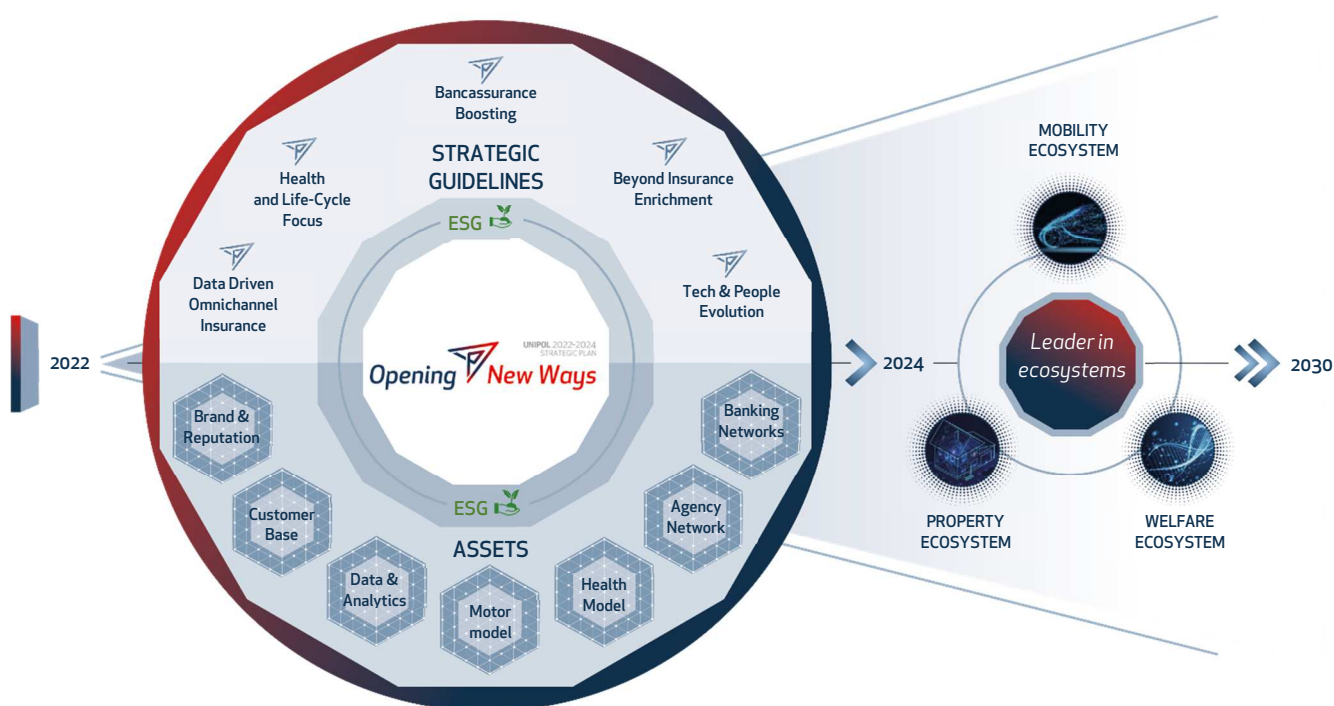 Bancassurance
Boosting
STRATEGIC
GUIDELINES
Health
and Life-Cycle
Focus
Beyond Insurance
Enrichment
Data Driven
Omnichannel
Insurance
Tech & People
Evolution
ESG
UNIPOL 2022-2024
STRATEGIC PLAN
Opening New Ways
ESG
ASSETS
Brand &
Reputation
Customer
Base
Data &
Analytics
Motor
model
Health
Model
Agency
Network
Banking
Networks
2022
2024
MOBILITY
ECOSYSTEM
Leader in
ecosystems
PROPERTY
ECOSYSTEM
WELFARE
ECOSYSTEM
2030